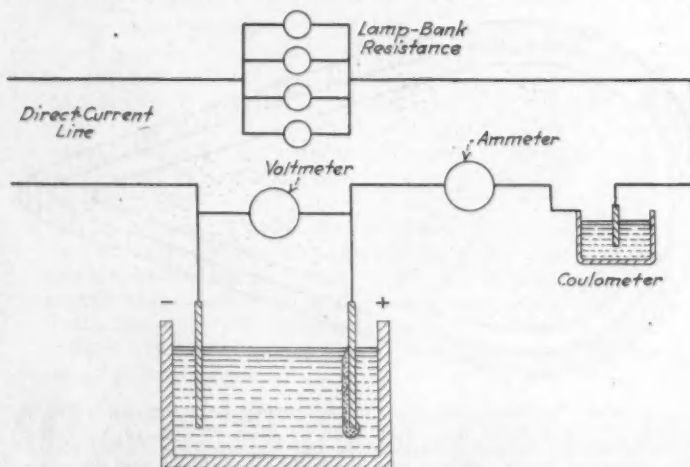 Lamp-Bank
Resistance
Direct-Current
Line
Ammeter
Voltmeter
Coulometer
- +